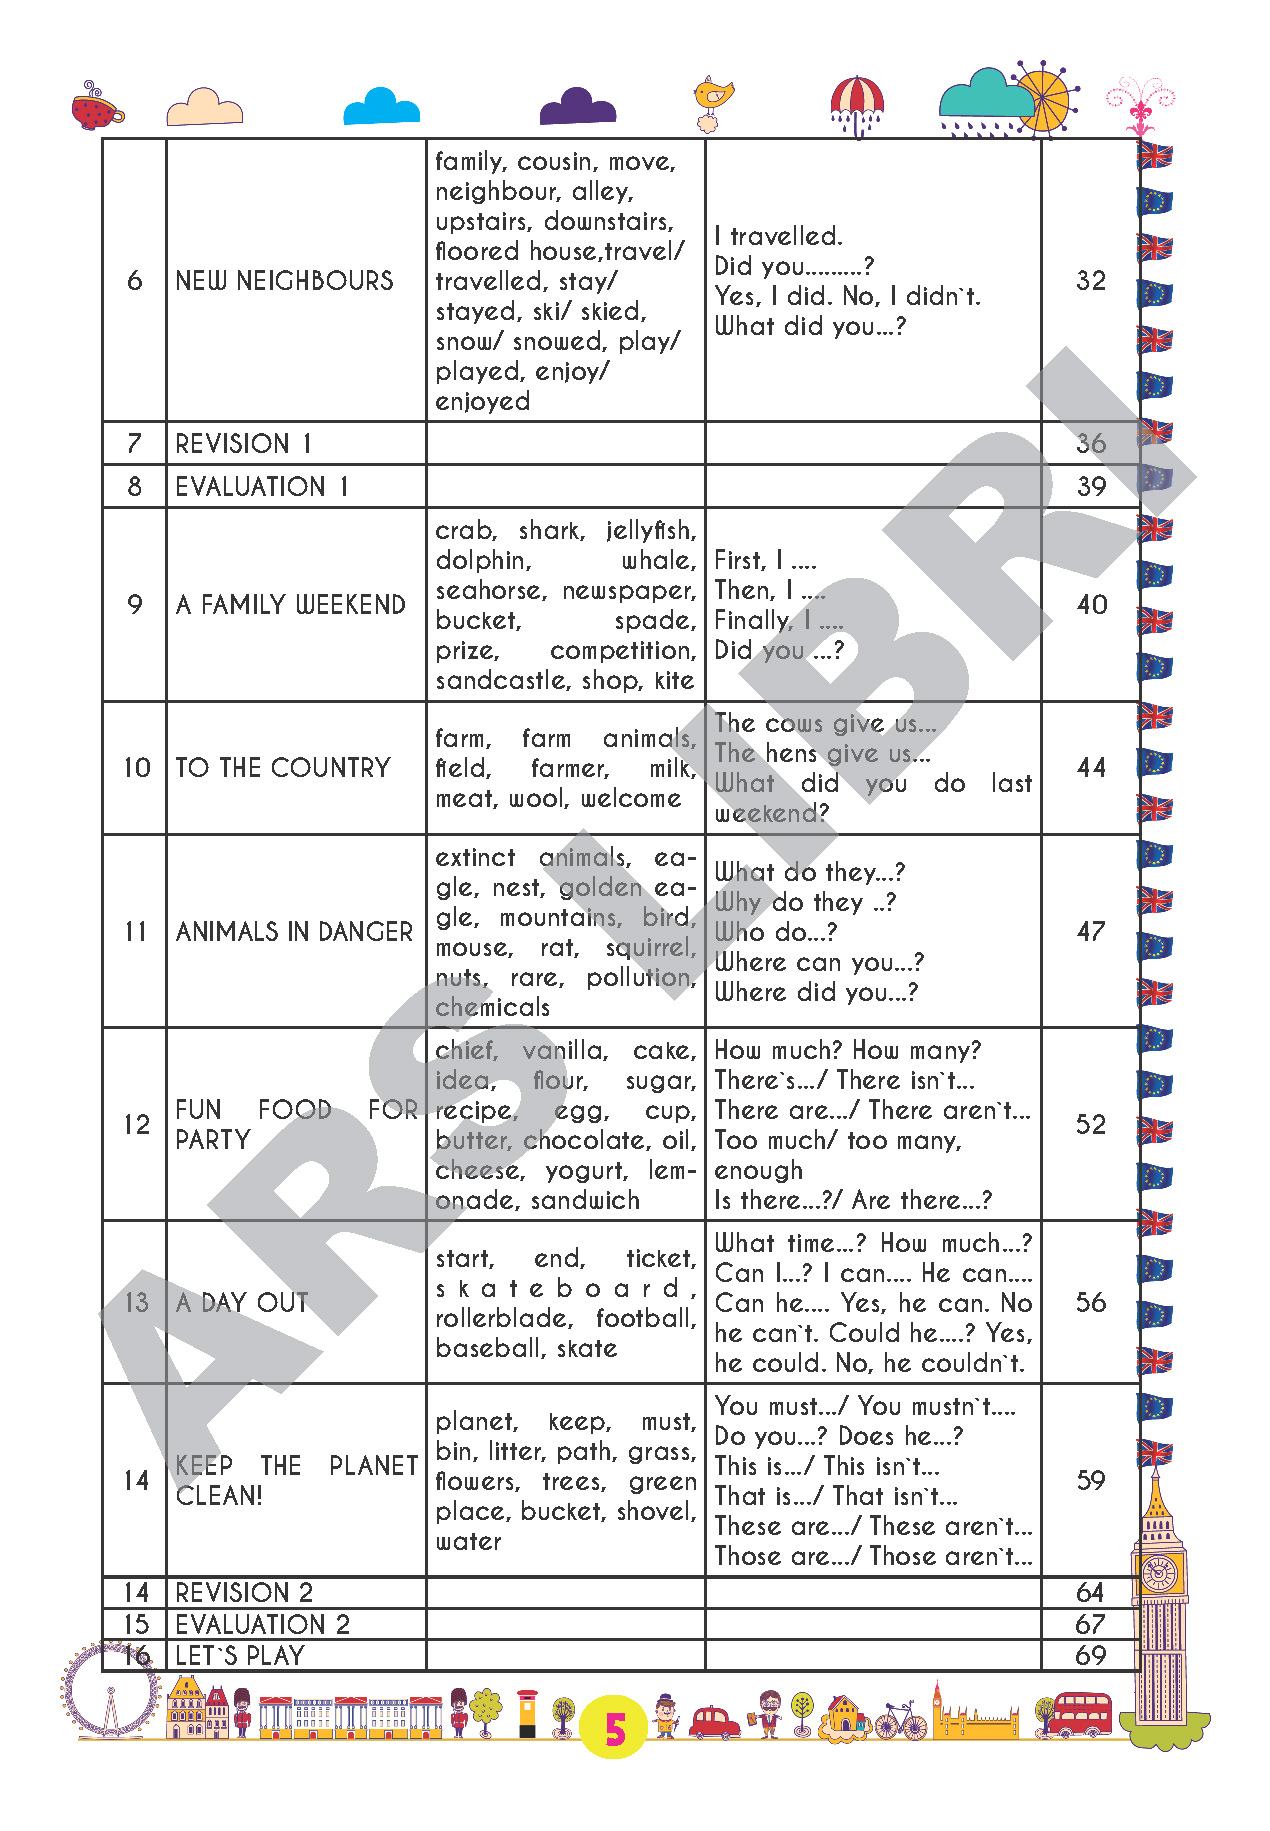 6 NEW NEIGHBOURS
family, cousin, move,
neighbour, alley,
upstairs, downstairs,
floored house,travel/
travelled, stay/
stayed, ski/ skied,
snow/ snowed, play/
played, enjoy/
enjoyed
I travelled.
Did you.........?
Yes, I did. No, I didn`t.
What did you...?
32
7 REVISION 1 36
8 EVALUATION 1 39
9 A FAMILY WEEKEND
crab, shark, jellyfish,
dolphin, whale,
seahorse, newspaper,
bucket, spade,
prize, competition,
sandcastle, shop, kite
First, I ....
Then, I ....
Finally, I ....
Did you ...?
40
10 TO THE COUNTRY
farm, farm animals,
field, farmer, milk,
meat, wool, welcome
The cows give us...
The hens give us...
What did you do last
weekend?
44
11 ANIMALS IN DANGER
extinct animals, ea-
gle, nest, golden ea-
gle, mountains, bird,
mouse, rat, squirrel,
nuts, rare, pollution,
chemicals
What do they...?
Why do they ..?
Who do...?
Where can you...?
Where did you...?
47
12 FUN FOOD FOR
PARTY
chief, vanilla, cake,
idea, flour, sugar,
recipe, egg, cup,
butter, chocolate, oil,
cheese, yogurt, lem-
onade, sandwich
How much? How many?
There`s.../ There isn`t...
There are.../ There aren`t...
Too much/ too many,
enough
Is there...?/ Are there...?
52
13 A DAY OUT
start, end, ticket,
s k a t e b o a r d ,
rollerblade, football,
baseball, skate
What time...? How much...?
Can I...? I can.... He can....
Can he.... Yes, he can. No
he can`t. Could he....? Yes,
he could. No, he couldn`t.
56
14 KEEP THE PLANET
CLEAN!
planet, keep, must,
bin, litter, path, grass,
flowers, trees, green
place, bucket, shovel,
water
You must.../ You mustn`t....
Do you...? Does he...?
This is.../ This isn`t...
That is.../ That isn`t...
These are.../ These aren`t...
Those are.../ Those aren`t...
59
14 REVISION 2 64
15 EVALUATION 2 67
16 LET`S PLAY 69
5
ARS LIBRI